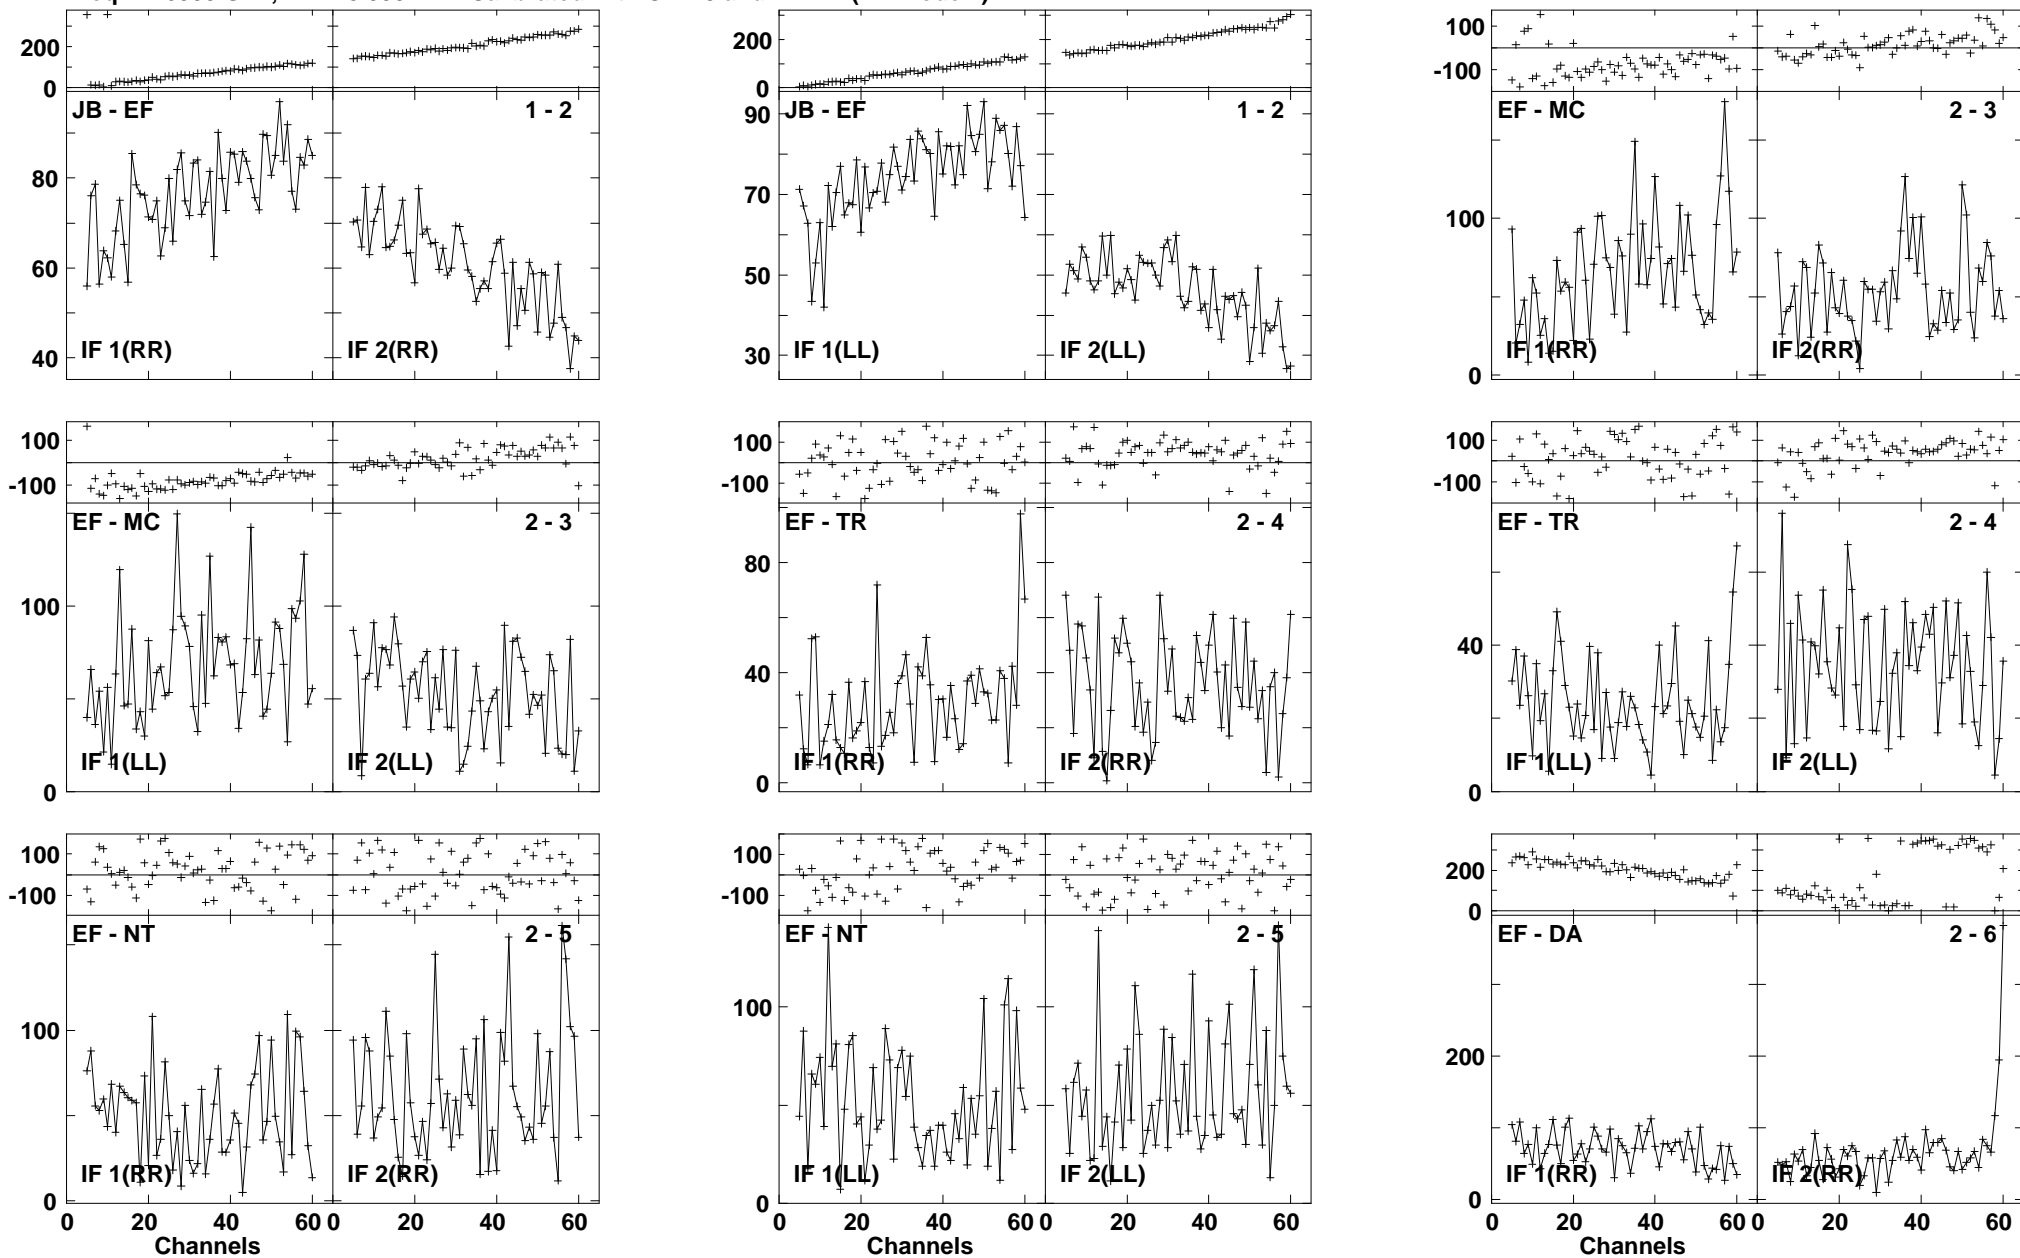 200
0
JB - EF
1 - 2
80
60
40
IF 1(RR)
IF 2(RR)
200
0
JB - EF
1 - 2
90
70
50
30
IF 1(LL)
IF 2(LL)
100
-100
EF - MC
2 - 3
100
0
IF 1(RR)
IF 2(RR)
100
-100
EF - MC
2 - 3
100
0
IF 1(LL)
IF 2(LL)
100
-100
EF - TR
2 - 4
80
40
0
IF 1(RR)
IF 2(RR)
100
-100
EF - TR
2 - 4
40
0
IF 1(LL)
IF 2(LL)
100
-100
EF - NT
2 - 5
100
0
IF 1(RR)
IF 2(RR)
0 20 40 60 0 20 40 60
Channels
100
-100
EF - NT
2 - 5
100
0
IF 1(LL)
IF 2(LL)
0 20 40 60 0 20 40 60
Channels
200
0
EF - DA
2 - 6
200
0
IF 1(RR)
IF 2(RR)
0 20 40 60 0 20 40 60
Channels